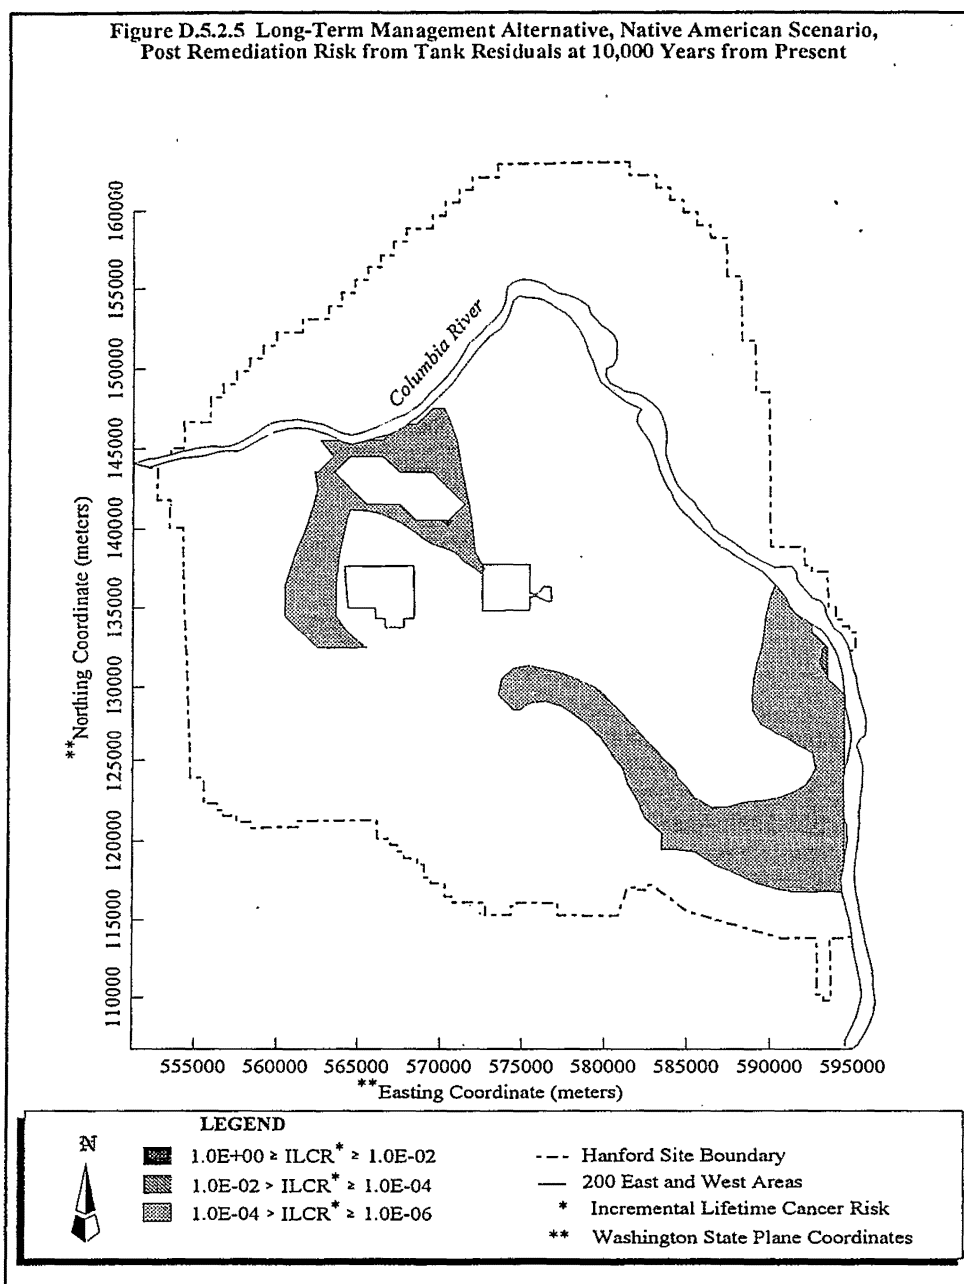 Figure D.5.2.5 Long-Term Management Alternative, Native American Scenario,
Post Remediation Risk from Tank Residuals at 10,000 Years from Present
Columbia River
**Northing Coordinate (meters)
160000
155000
150000
145000
140000
135000
130000
125000
120000
115000
110000
555000 560000 565000 570000 575000 580000 585000 590000 595000
**Easting Coordinate (meters)
LEGEND
N
1.0E+00 ≥ ILCR* ≥ 1.0E-02
1.0E-02 > ILCR* ≥ 1.0E-04
1.0E-04 > ILCR* ≥ 1.0E-06
Hanford Site Boundary
200 East and West Areas
* Incremental Lifetime Cancer Risk
** Washington State Plane Coordinates